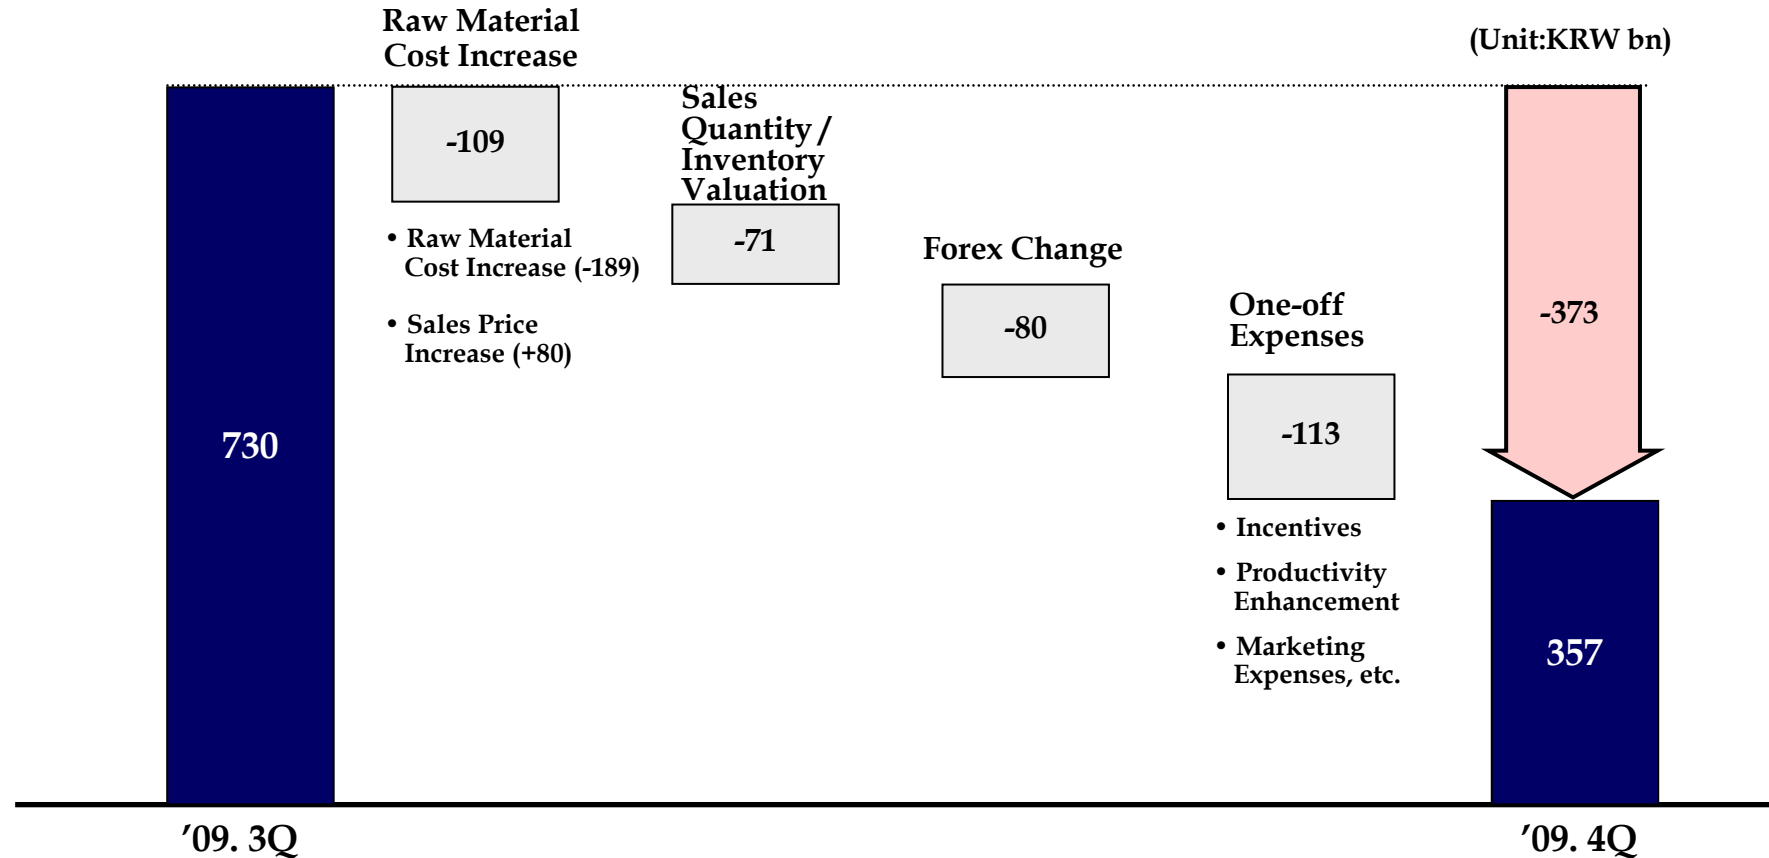 Raw Material
Cost Increase
(Unit:KRW bn)
-109
• Raw Material
Cost Increase (-189)
• Sales Price
Increase (+80)
Sales
Quantity /
Inventory
Valuation
-71
Forex Change
-80
One-off
Expenses
-113
• Incentives
• Productivity
Enhancement
• Marketing
Expenses, etc.
-373
730
357
’09. 3Q
’09. 4Q